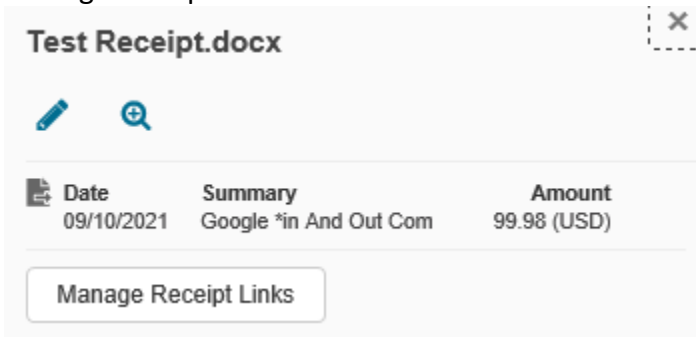 Test Receipt.docx
Date Summary Amount
09/10/2021 Google *in And Out Com 99.98 (USD)
Manage Receipt Links